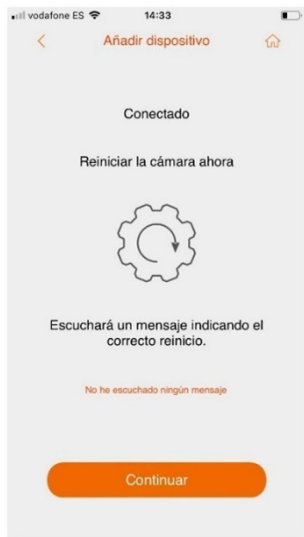 vodafone ES 14:33
Añadir dispositivo
Conectado
Reiniciar la cámara ahora
Escuchará un mensaje indicando el
correcto reinicio.
No he escuchado ningún mensaje
Continuar